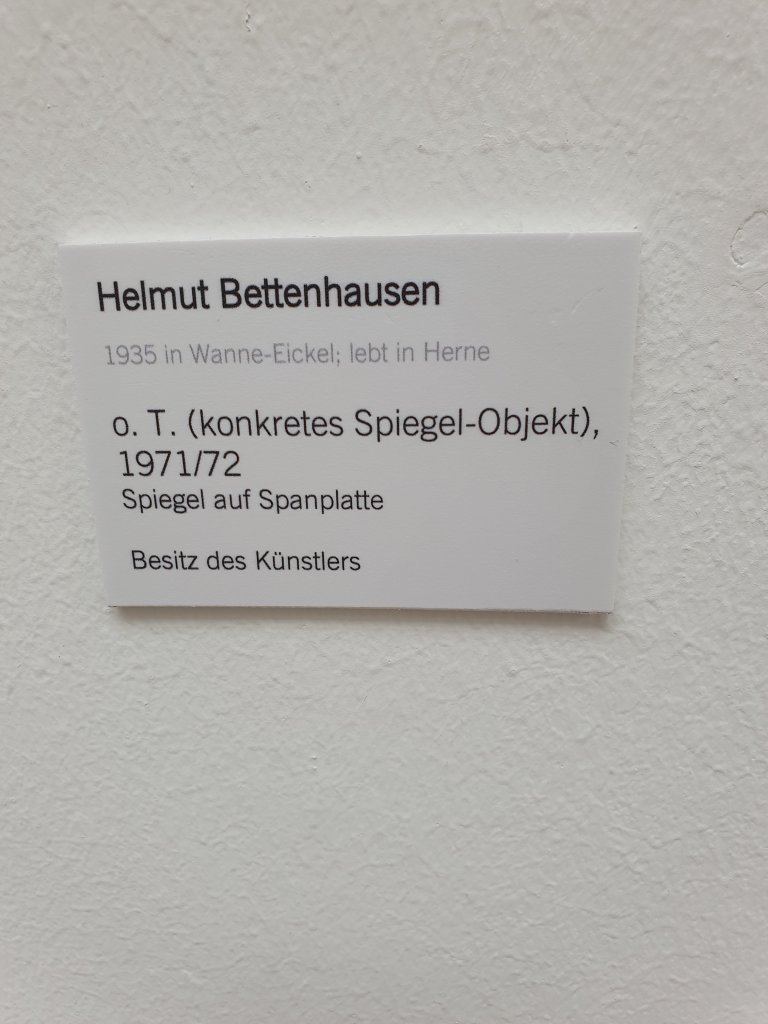 Helmut Bettenhausen
1935 in Wanne-Eickel; lebt in Herne
o. T. (konkretes Spiegel-Objekt),
1971/72
Spiegel auf Spanplatte
Besitz des Künstlers